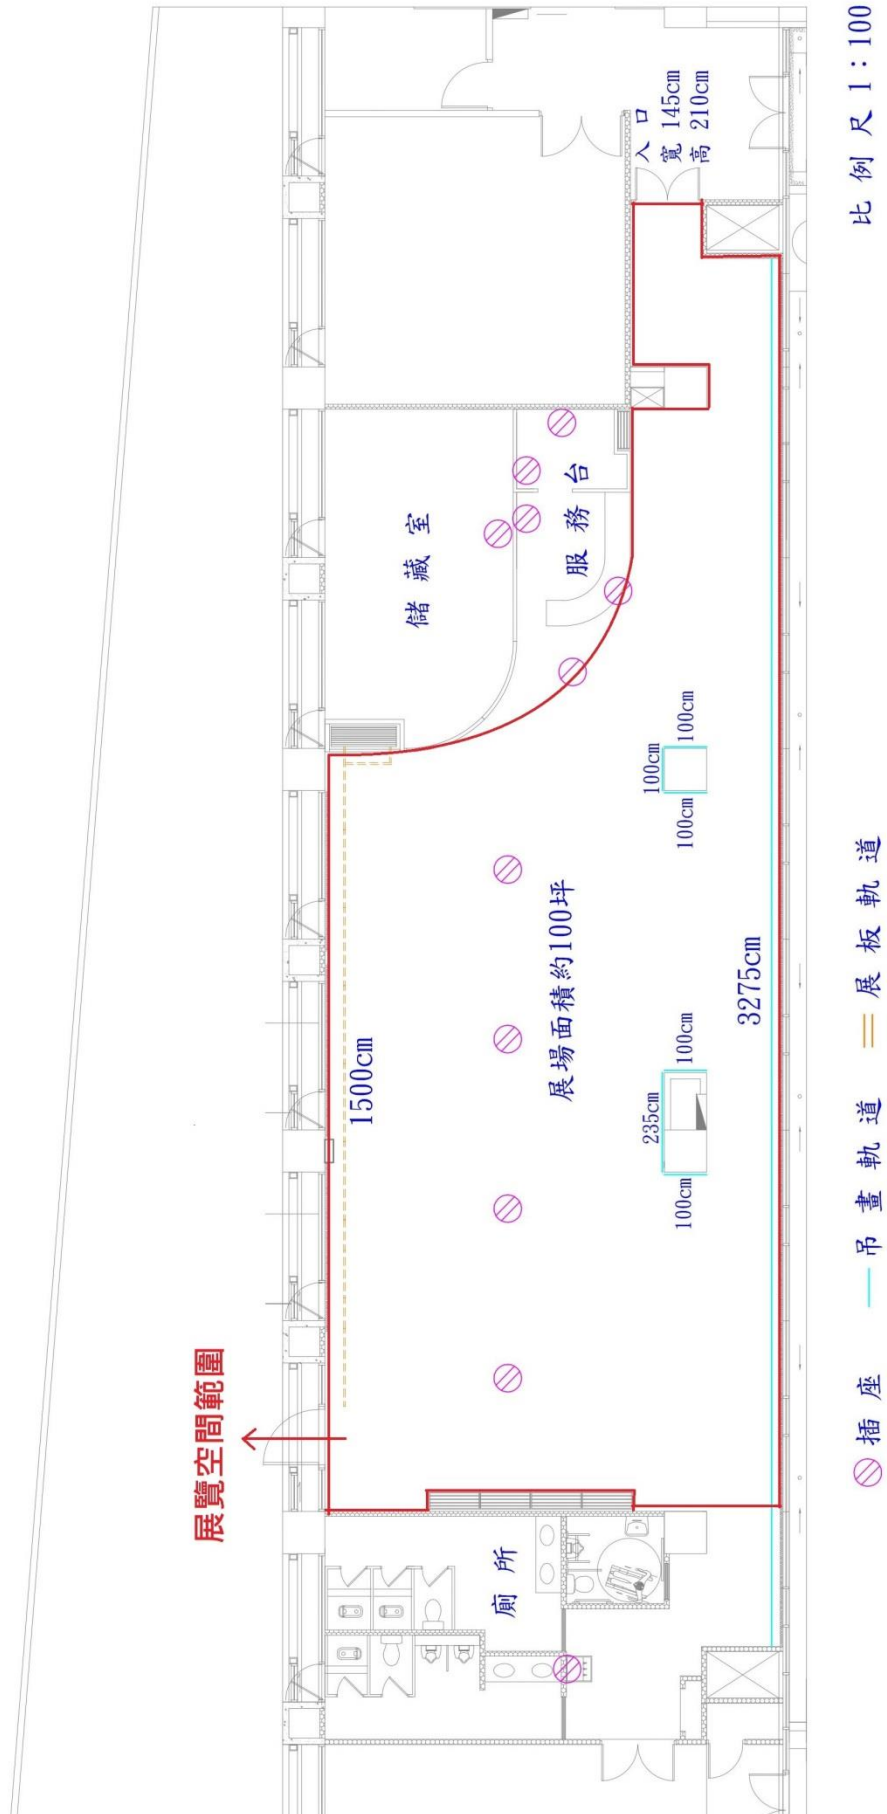 比例尺 1:100
入口
寬 145cm
高 210cm
儲藏室
服務台
100cm
100cm
100cm
展場面積約100坪
3275cm
1500cm
235cm
100cm
100cm
展覽空間範圍
廁所
插座
吊畫軌道
展板軌道